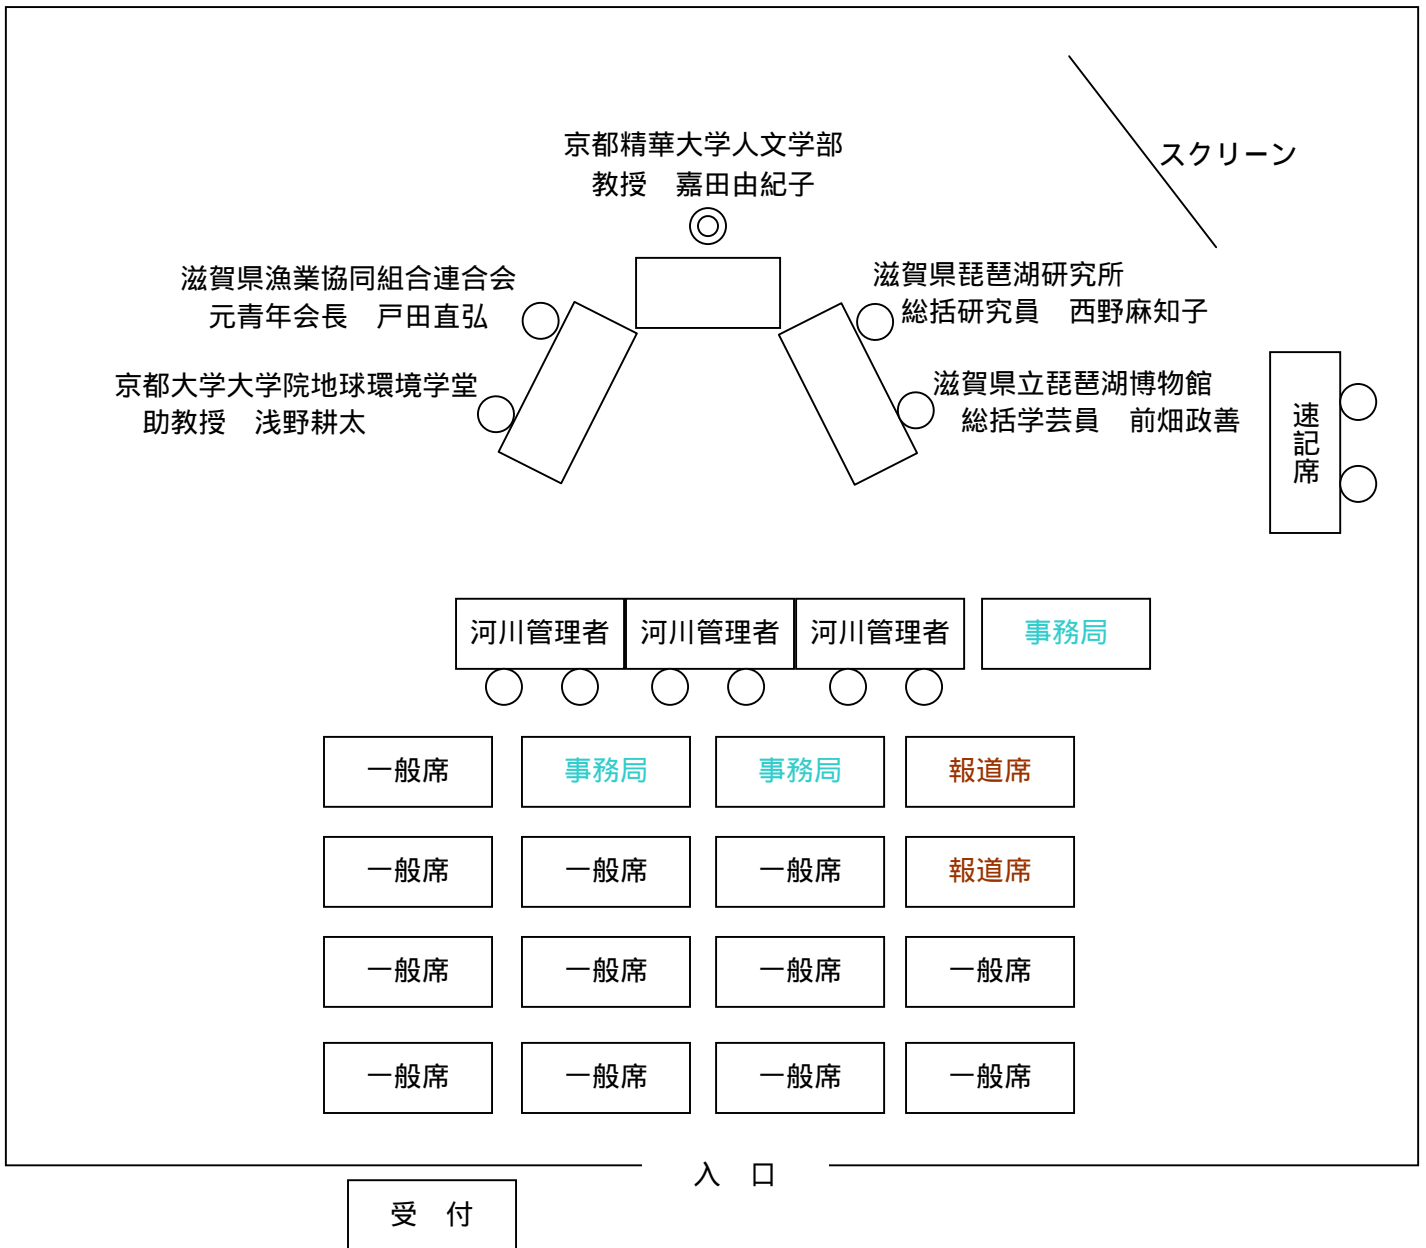 スクリーン
京都精華大学人文学部
教授　嘉田由紀子
滋賀県漁業協同組合連合会
元青年会長　戸田直弘
京都大学大学院地球環境学堂
助教授　浅野耕太
滋賀県琵琶湖研究所
総括研究員　西野麻知子
滋賀県立琵琶湖博物館
総括学芸員　前畑政善
速記席
河川管理者
河川管理者
河川管理者
事務局
一般席
事務局
事務局
報道席
一般席
一般席
一般席
報道席
一般席
一般席
一般席
一般席
一般席
一般席
一般席
一般席
入　口
受　付